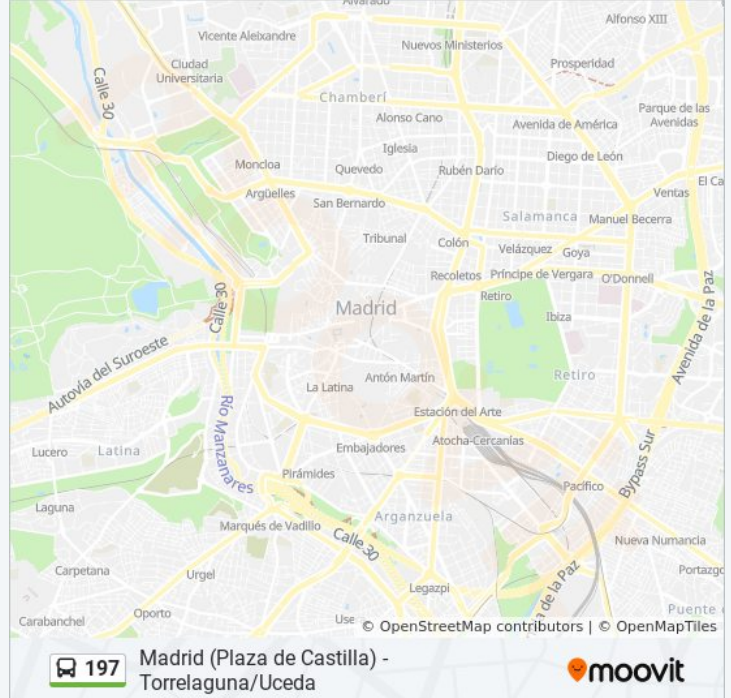 Alvarado
Alfonso XIII
Vicente Aleixandre
Nuevos Ministerios
Ciudad
Universitaria
Prosperidad
Calle 30
Chamberí
Parque de las
Avenidas
Alonso Cano
Avenida de América
Iglesia
Diego de León
Moncloa
Quevedo
Rubén Darío
El Ca
Argüelles
Ventas
San Bernardo
Salamanca
Manuel Becerra
Tribunal
Colón
Velázquez
Goya
Recoletos
Príncipe de Vergara
O'Donnell
Calle 30
Retiro
Madrid
Ibiza
Avenida de la Paz
Autovía del Suroeste
Retiro
Antón Martín
La Latina
Estación del Arte
Río Manzanares
Atocha-Cercanías
Embajadores
Lucero
Latina
Bypass Sur
Pirámides
Pacífico
Laguna
Arganzuela
Marqués de Vadillo
Calle 30
Nueva Numancia
Carpetana
Urgel
Portazgo
Legazpi
a de la Paz
Oporto
Puente
Carabanchel
Use
© OpenStreetMap contributors | © OpenMapTiles
197
Madrid (Plaza de Castilla) -
Torrelaguna/Uceda
moovit